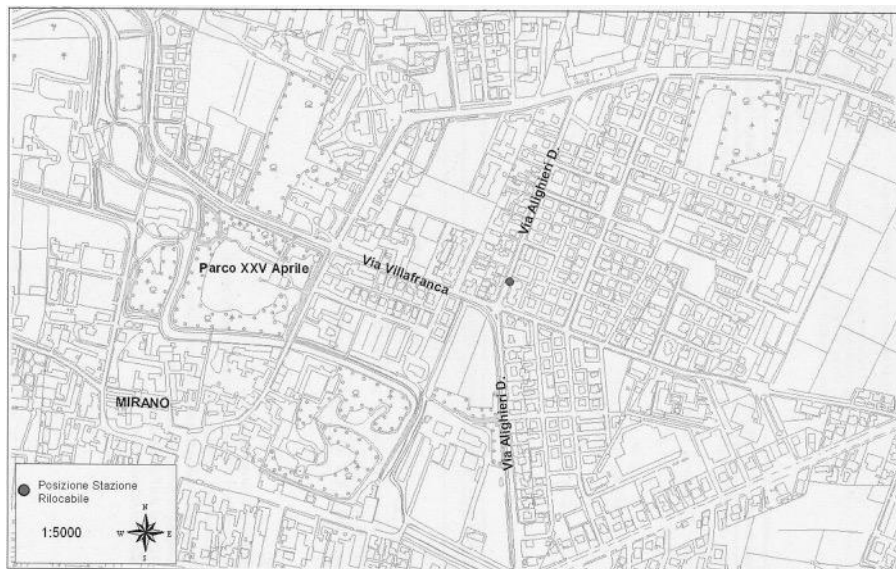 Via Alighieri D.
Parco XXV Aprile
Via Villafranca
Via Alighieri D.
MIRANO
Posizione Stazione
Rilocabile
1:5000
N
W
E
S